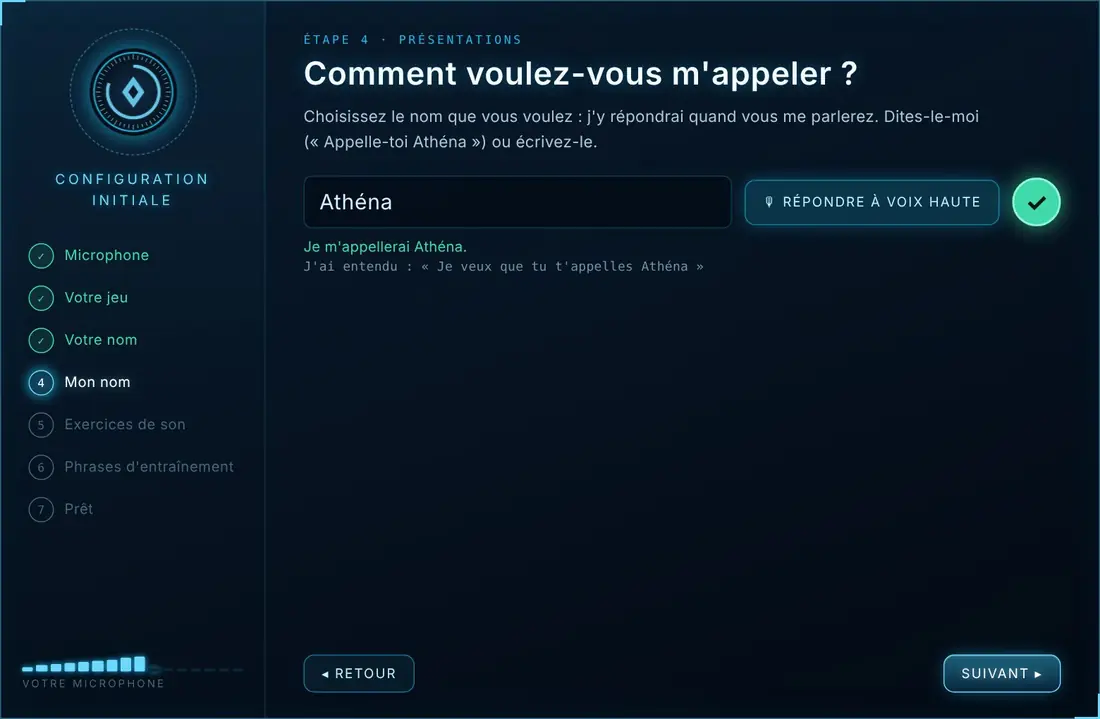 CONFIGURATION
INITIALE
✓ Microphone
✓ Votre jeu
✓ Votre nom
4 Mon nom
5 Exercices de son
6 Phrases d'entraînement
7 Prêt
VOTRE MICROPHONE
ÉTAPE 4 · PRÉSENTATIONS
Comment voulez-vous m'appeler ?
Choisissez le nom que vous voulez : j'y répondrai quand vous me parlerez. Dites-le-moi
(« Appelle-toi Athéna ») ou écrivez-le.
Athéna
RÉPONDRE À VOIX HAUTE
Je m'appellerai Athéna.
J'ai entendu : « Je veux que tu t'appelles Athéna »
◂ RETOUR
SUIVANT ▸